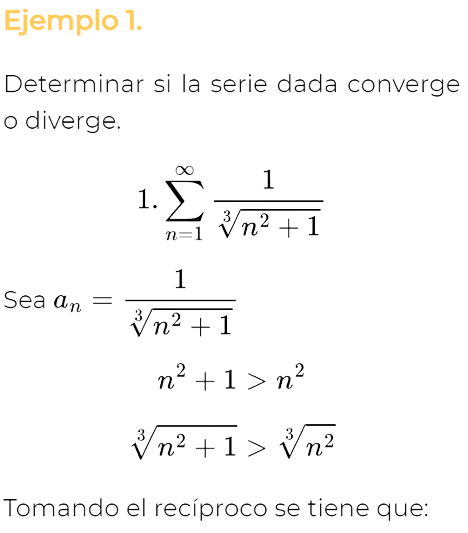 Ejemplo 1.
Determinar si la serie dada converge
o diverge.
1. $\sum_{n=1}^{\infty} \frac{1}{\sqrt[3]{n^2+1}}$
Sea $a_n = \frac{1}{\sqrt[3]{n^2+1}}$
$n^2 + 1 > n^2$
$\sqrt[3]{n^2+1} > \sqrt[3]{n^2}$
Tomando el recíproco se tiene que: